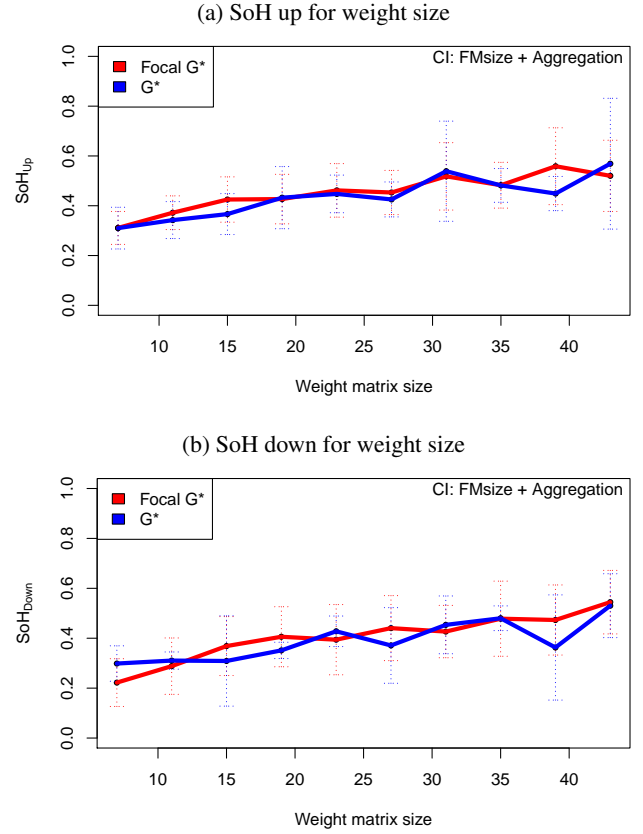 (a) SoH up for weight size
CI: FMsize + Aggregation
Focal G*
G*
1.0
0.8
0.6
0.4
0.2
0.0
SoH_Up
10 15 20 25 30 35 40
Weight matrix size
(b) SoH down for weight size
CI: FMsize + Aggregation
Focal G*
G*
1.0
0.8
0.6
0.4
0.2
0.0
SoH_Down
10 15 20 25 30 35 40
Weight matrix size